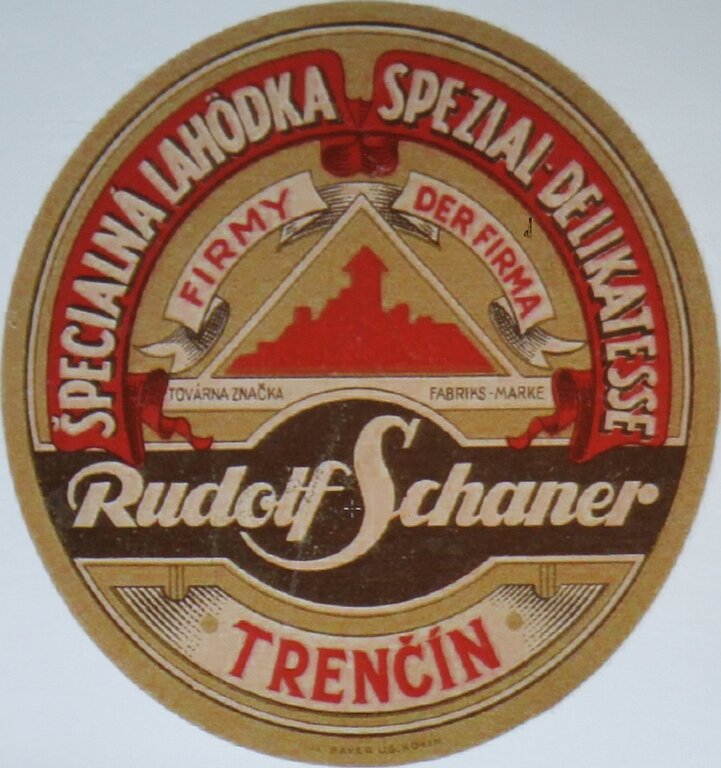 ŠPECIALNÁ LAHÔDKA
SPEZIAL-DELIKATESSE
FIRMY
DER FIRMA
TOVÁRNA ZNAČKA
FABRIKS-MARKE
Rudolf Schaner
TRENČÍN